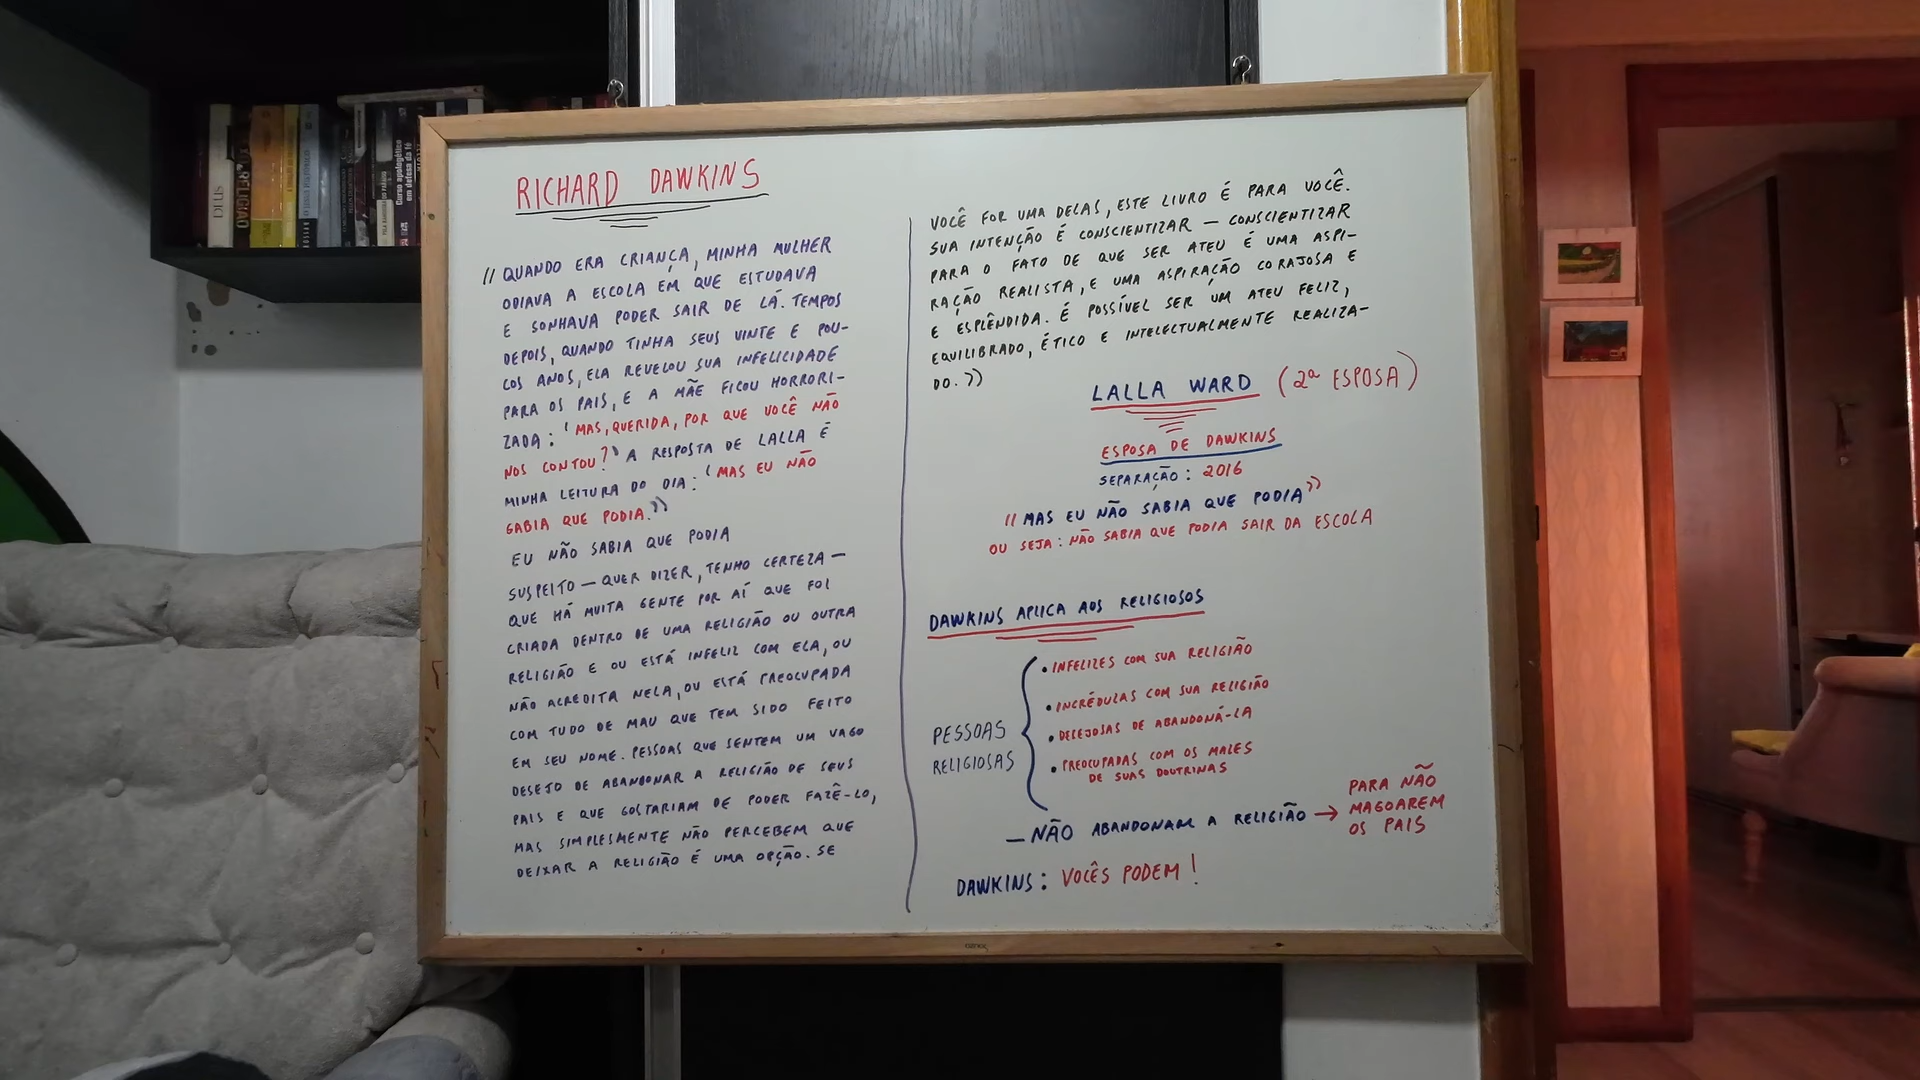 RICHARD DAWKINS
"QUANDO ERA CRIANÇA, MINHA MULHER
ODIAVA A ESCOLA EM QUE ESTUDAVA
E SONHAVA PODER SAIR DE LÁ. TEMPOS
DEPOIS, QUANDO TINHA SEUS VINTE E POU-
COS ANOS, ELA REVELOU SUA INFELICIDADE
PARA OS PAIS, E A MÃE FICOU HORRORI-
ZADA: 'MAS, QUERIDA, POR QUE VOCÊ NÃO
NOS CONTOU?' A RESPOSTA DE LALLA É
MINHA LEITURA DO DIA: 'MAS EU NÃO
SABIA QUE PODIA.'"
EU NÃO SABIA QUE PODIA
SUSPEITO — QUER DIZER, TENHO CERTEZA —
QUE HÁ MUITA GENTE POR AÍ QUE FOI
CRIADA DENTRO DE UMA RELIGIÃO OU OUTRA
RELIGIÃO E OU ESTÁ INFELIZ COM ELA, OU
NÃO ACREDITA NELA, OU ESTÁ PREOCUPADA
COM TUDO DE MAU QUE TEM SIDO FEITO
EM SEU NOME. PESSOAS QUE SENTEM UM VAGO
DESEJO DE ABANDONAR A RELIGIÃO DE SEUS
PAIS E QUE GOSTARIAM DE PODER FAZÊ-LO,
MAS SIMPLESMENTE NÃO PERCEBEM QUE
DEIXAR A RELIGIÃO É UMA OPÇÃO. SE
VOCÊ FOR UMA DELAS, ESTE LIVRO É PARA VOCÊ.
SUA INTENÇÃO É CONSCIENTIZAR — CONSCIENTIZAR
PARA O FATO DE QUE SER ATEU É UMA ASPI-
RAÇÃO REALISTA, E UMA ASPIRAÇÃO CORAJOSA E
E ESPLÊNDIDA. É POSSÍVEL SER UM ATEU FELIZ,
EQUILIBRADO, ÉTICO E INTELECTUALMENTE REALIZA-
DO."
LALLA WARD (2ª ESPOSA)
ESPOSA DE DAWKINS
SEPARAÇÃO: 2016
"MAS EU NÃO SABIA QUE PODIA"
OU SEJA: NÃO SABIA QUE PODIA SAIR DA ESCOLA
DAWKINS APLICA AOS RELIGIOSOS
PESSOAS
RELIGIOSAS
• INFELIZES COM SUA RELIGIÃO
• INCRÉDULAS COM SUA RELIGIÃO
• DESEJOSAS DE ABANDONÁ-LA
• PREOCUPADAS COM OS MALES
DE SUAS DOUTRINAS
— NÃO ABANDONAM A RELIGIÃO → PARA NÃO
MAGOAREM
OS PAIS
DAWKINS: VOCÊS PODEM!
RELIGIÃO
Curso apologético
em defesa da fé